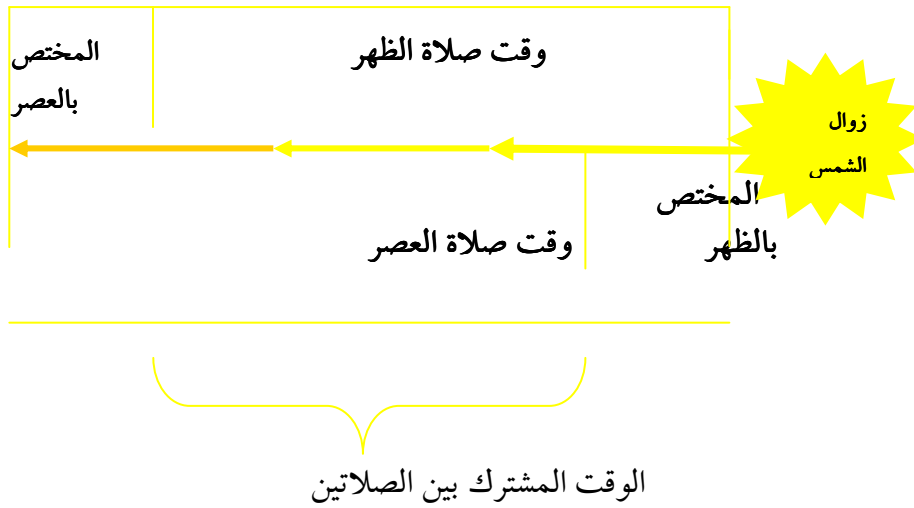 زوال
الشمس
وقت صلاة الظهر
المختص
بالعصر
المختص
بالظهر
وقت صلاة العصر
الوقت المشترك بين الصلاتين